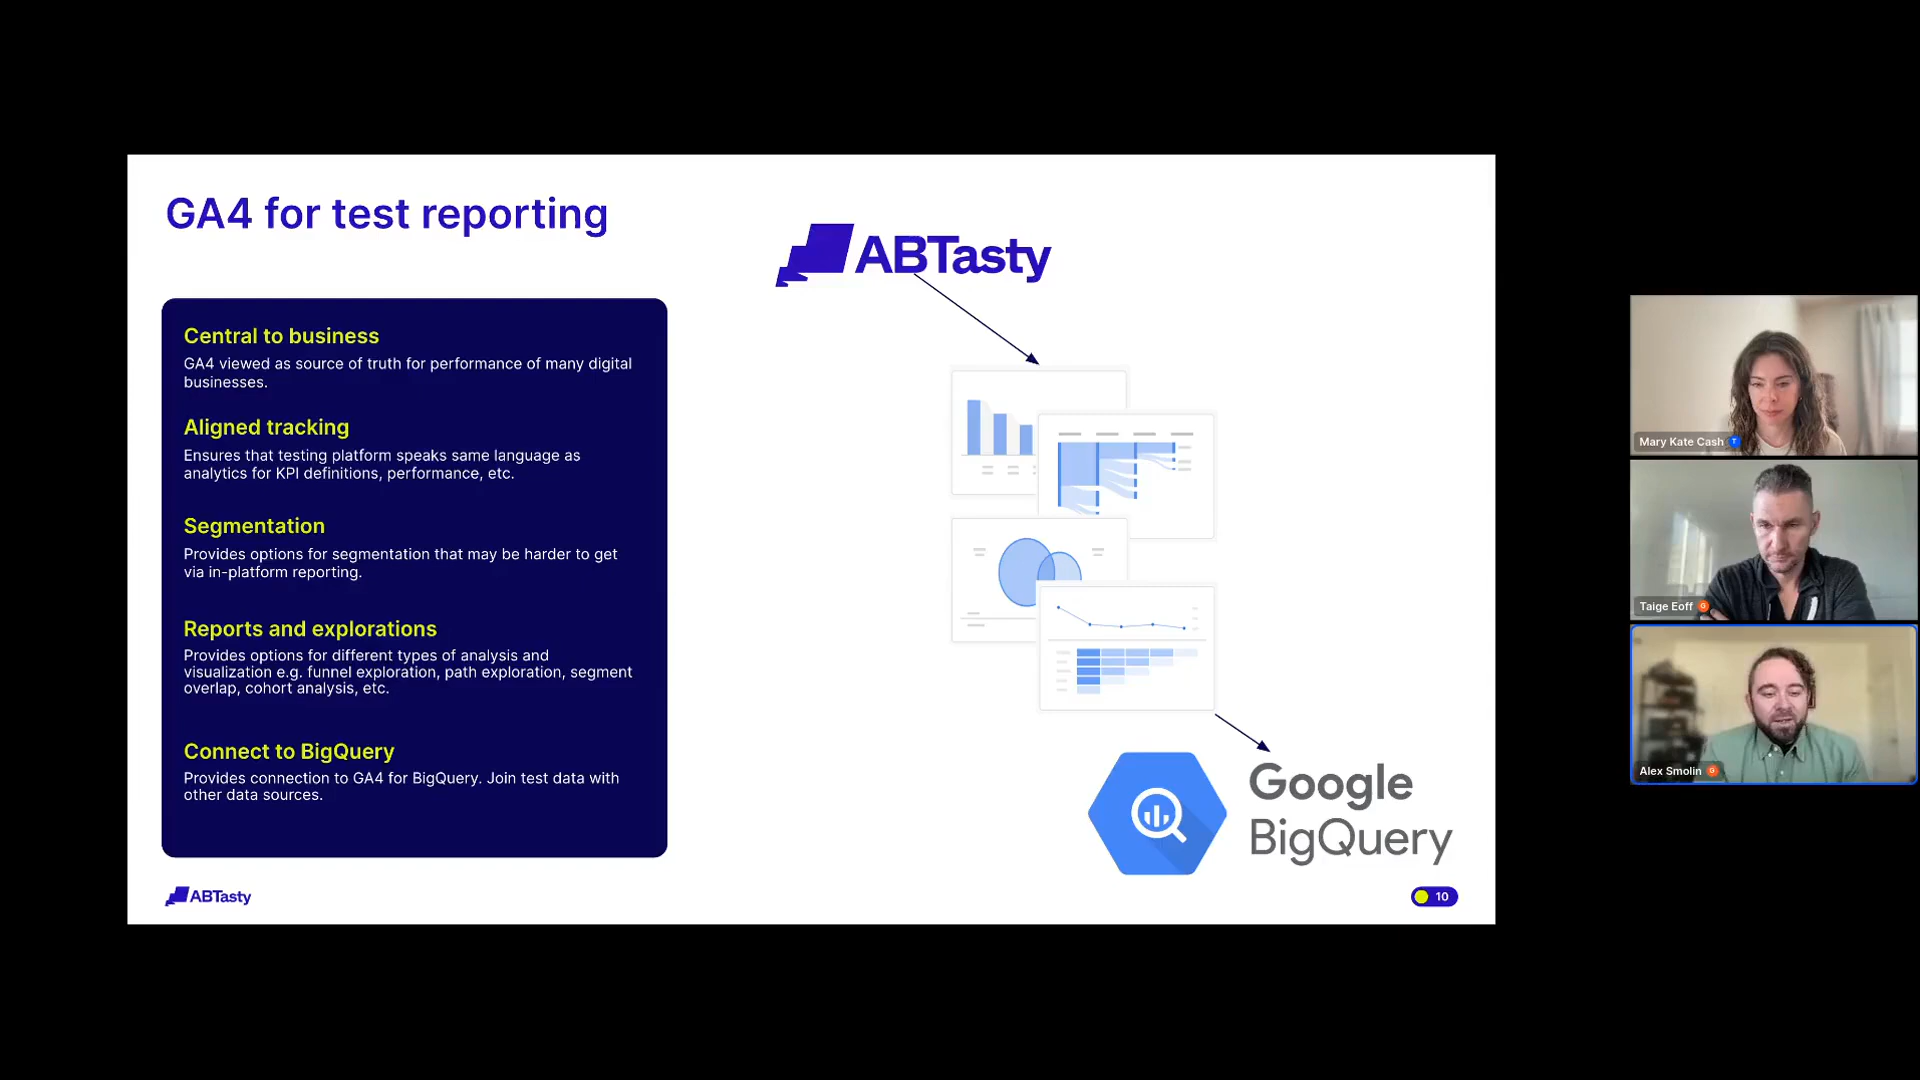 GA4 for test reporting
ABTasty
Central to business
GA4 viewed as source of truth for performance of many digital
businesses.
Aligned tracking
Ensures that testing platform speaks same language as
analytics for KPI definitions, performance, etc.
Segmentation
Provides options for segmentation that may be harder to get
via in-platform reporting.
Reports and explorations
Provides options for different types of analysis and
visualization e.g. funnel exploration, path exploration, segment
overlap, cohort analysis, etc.
Connect to BigQuery
Provides connection to GA4 for BigQuery. Join test data with
other data sources.
Google
BigQuery
ABTasty
10
Mary Kate Cash T
Taige Eoff G
Alex Smolin G